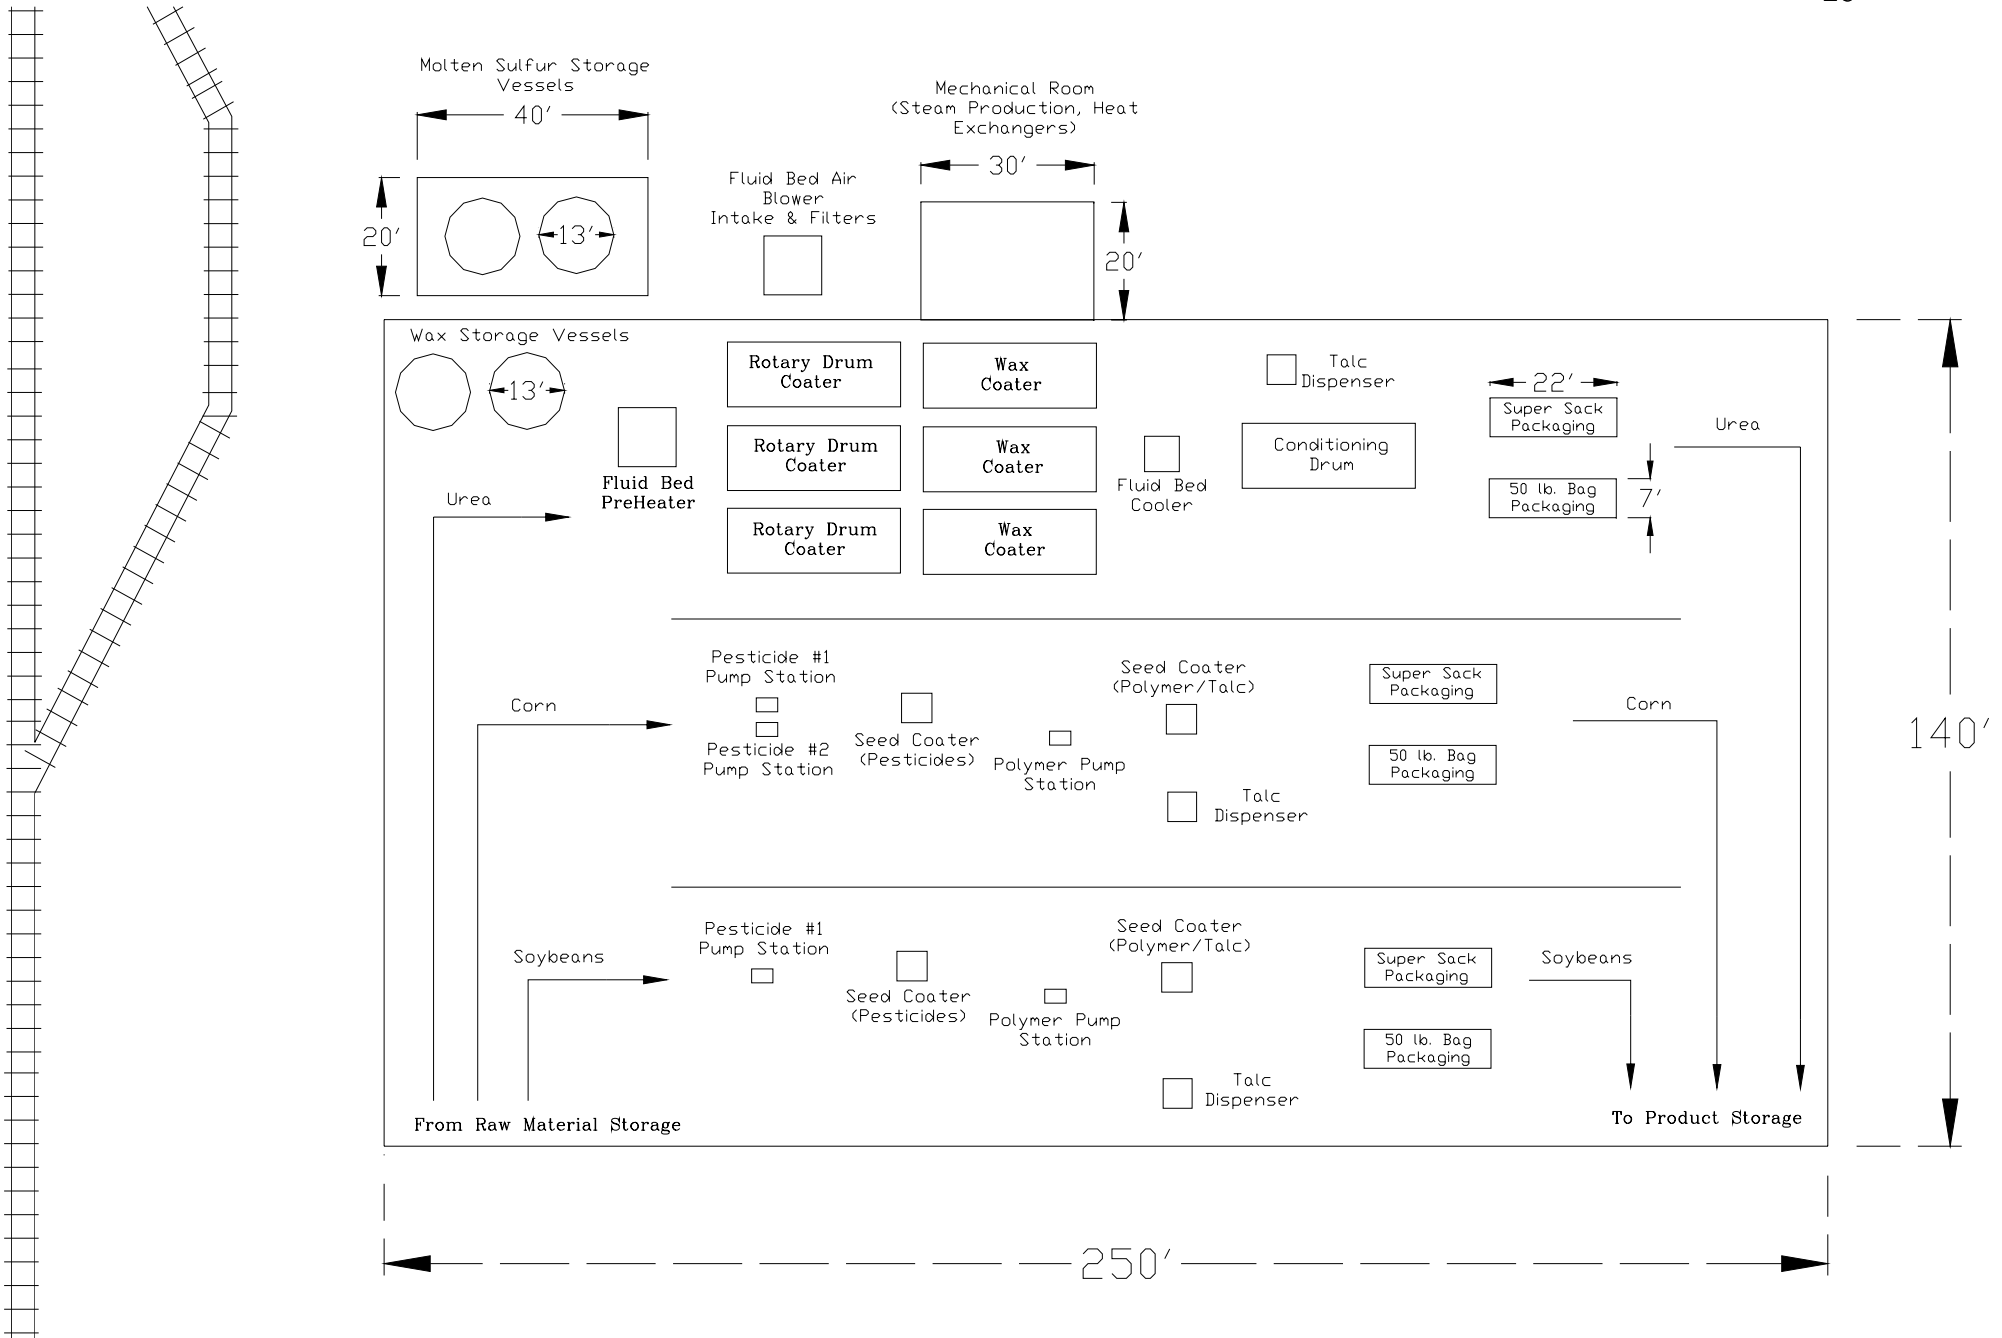 Molten Sulfur Storage
Vessels
40′
20′
13′
Fluid Bed Air
Blower
Intake & Filters
Mechanical Room
(Steam Production, Heat
Exchangers)
30′
20′
Wax Storage Vessels
13′
Urea
Fluid Bed
PreHeater
Rotary Drum
Coater
Rotary Drum
Coater
Rotary Drum
Coater
Wax
Coater
Wax
Coater
Wax
Coater
Fluid Bed
Cooler
Talc
Dispenser
Conditioning
Drum
22′
Super Sack
Packaging
50 lb. Bag
Packaging
7′
Urea
Corn
Pesticide #1
Pump Station
Pesticide #2
Pump Station
Seed Coater
(Pesticides)
Polymer Pump
Station
Seed Coater
(Polymer/Talc)
Talc
Dispenser
Super Sack
Packaging
50 lb. Bag
Packaging
Corn
140′
Soybeans
Pesticide #1
Pump Station
Seed Coater
(Pesticides)
Polymer Pump
Station
Seed Coater
(Polymer/Talc)
Talc
Dispenser
Super Sack
Packaging
50 lb. Bag
Packaging
Soybeans
From Raw Material Storage
To Product Storage
250′